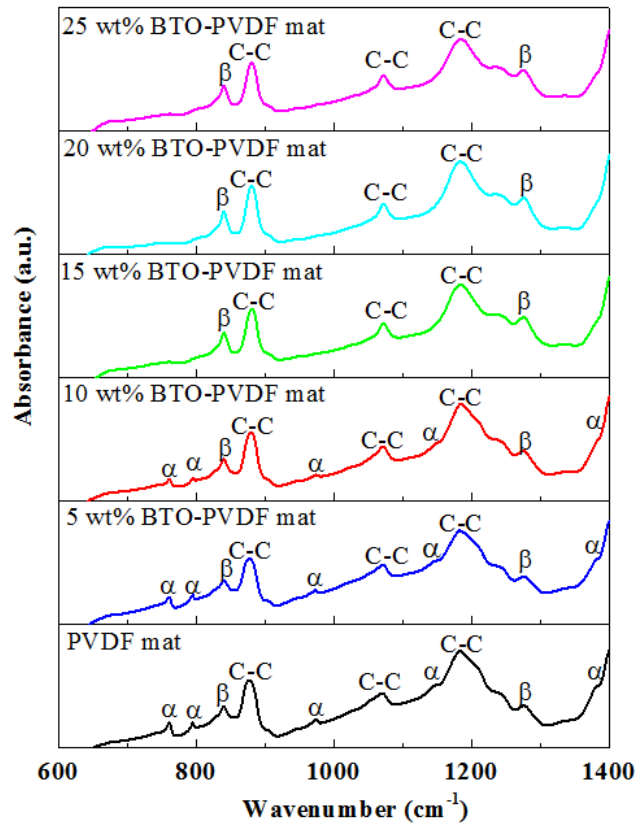 25 wt% BTO-PVDF mat
β C-C C-C C-C β
20 wt% BTO-PVDF mat
β C-C C-C C-C β
15 wt% BTO-PVDF mat
β C-C C-C C-C β
10 wt% BTO-PVDF mat
α α β C-C α C-C α C-C β α
5 wt% BTO-PVDF mat
α α β C-C α C-C α C-C β α
PVDF mat
α α β C-C α C-C α C-C β α
600 800 1000 1200 1400
Wavenumber (cm⁻¹)
Absorbance (a.u.)